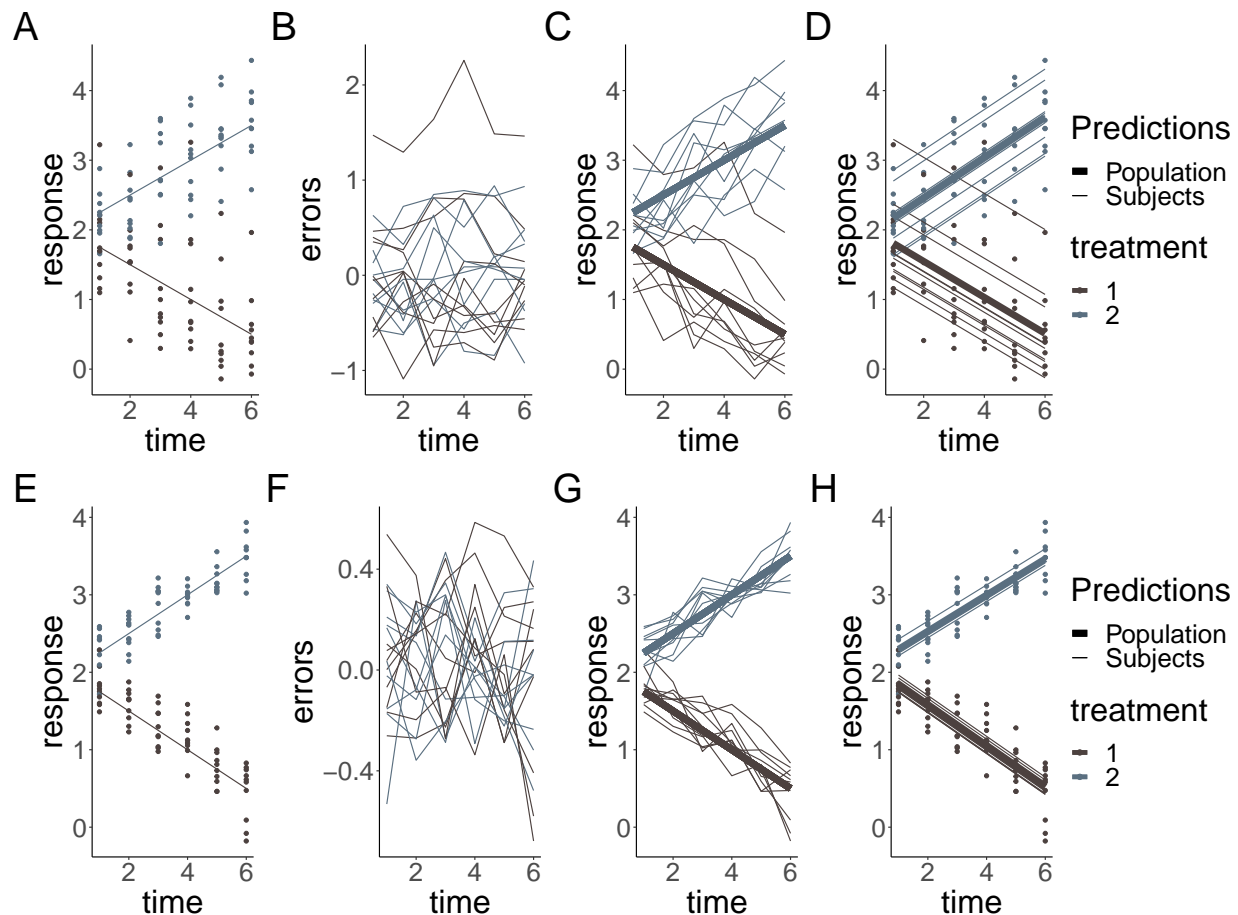 A
response
4
3
2
1
0
2
4
6
time
B
errors
2
1
0
−1
2
4
6
time
C
response
4
3
2
1
0
2
4
6
time
D
response
4
3
2
1
0
2
4
6
time
Predictions
Population
Subjects
treatment
1
2
E
response
4
3
2
1
0
2
4
6
time
F
errors
0.4
0.0
−0.4
2
4
6
time
G
response
4
3
2
1
0
2
4
6
time
H
response
4
3
2
1
0
2
4
6
time
Predictions
Population
Subjects
treatment
1
2